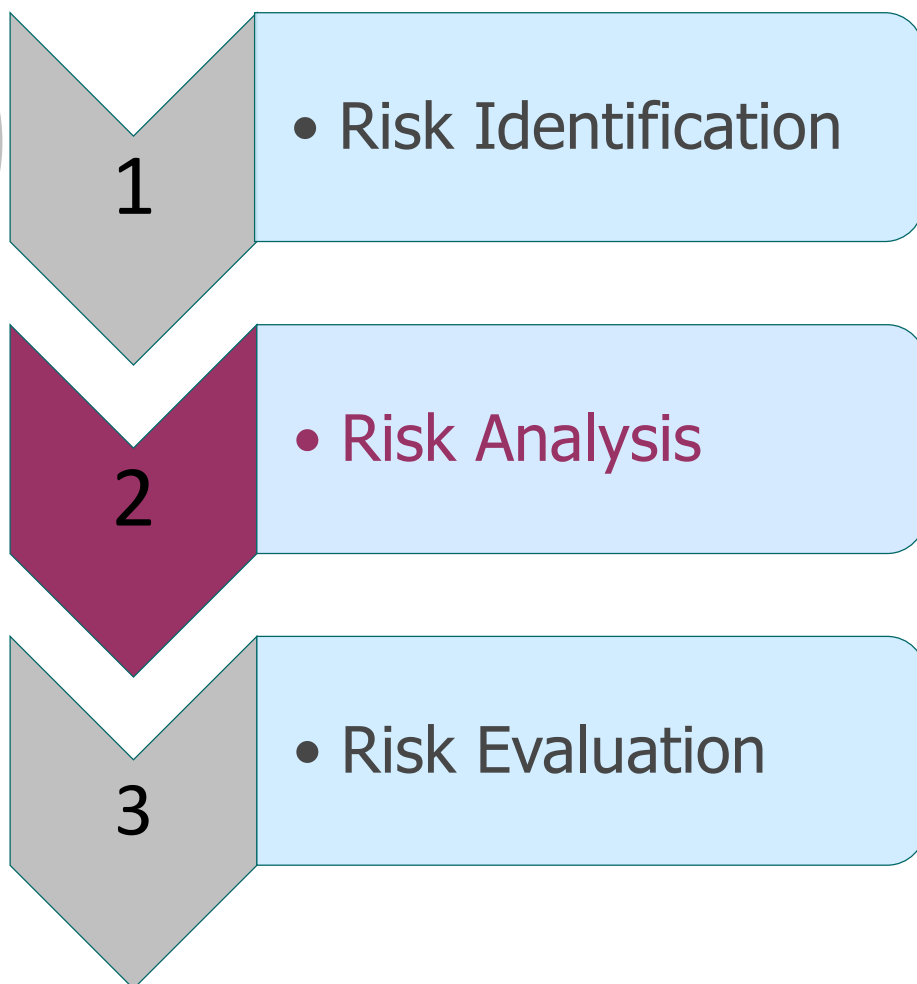 1
• Risk Identification
2
• Risk Analysis
3
• Risk Evaluation